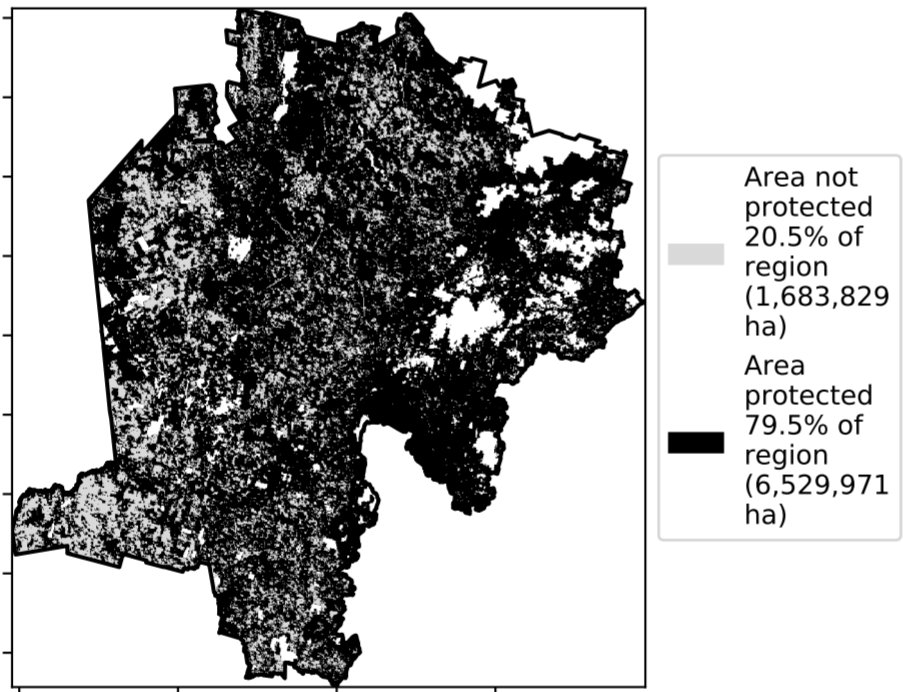 Area not
protected
20.5% of
region
(1,683,829
ha)
Area
protected
79.5% of
region
(6,529,971
ha)